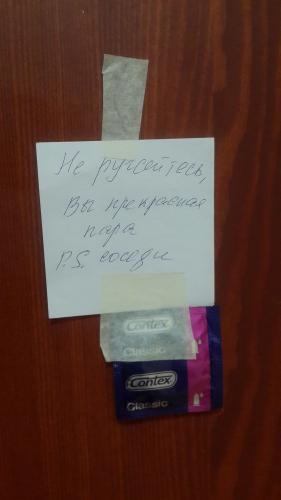 Не ругайтесь,
Вы прекрасная
пара
P.S. соседи
Contex
Classic
Contex
Classic